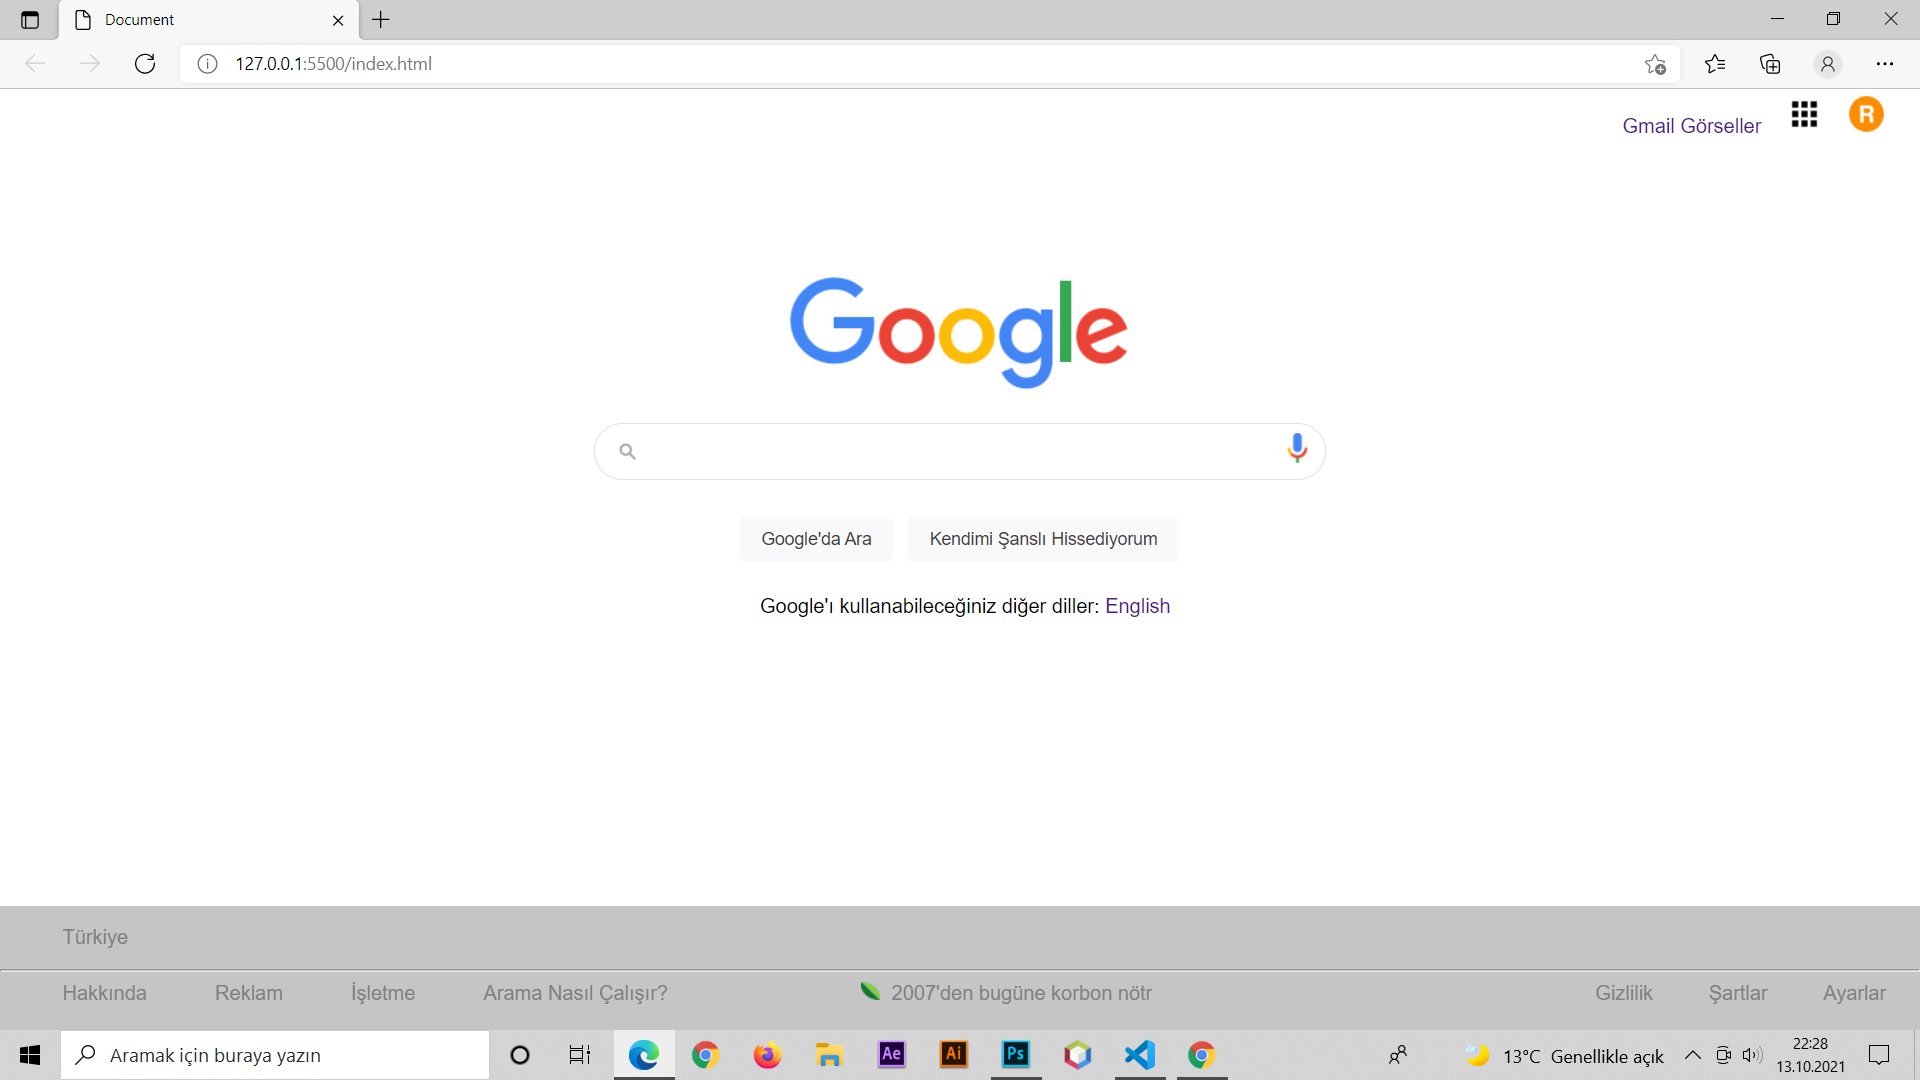 Document
127.0.0.1:5500/index.html
Gmail Görseller
R
Google
Google'da Ara Kendimi Şanslı Hissediyorum
Google'ı kullanabileceğiniz diğer diller: English
Türkiye
Hakkında Reklam İşletme Arama Nasıl Çalışır? 2007'den bugüne korbon nötr Gizlilik Şartlar Ayarlar
Aramak için buraya yazın Ae Ai Ps 13°C Genellikle açık 22:28
13.10.2021